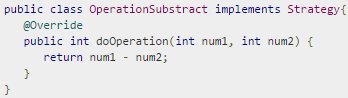 public class OperationSubstract implements Strategy{
   @Override
   public int doOperation(int num1, int num2) {
      return num1 - num2;
   }
}